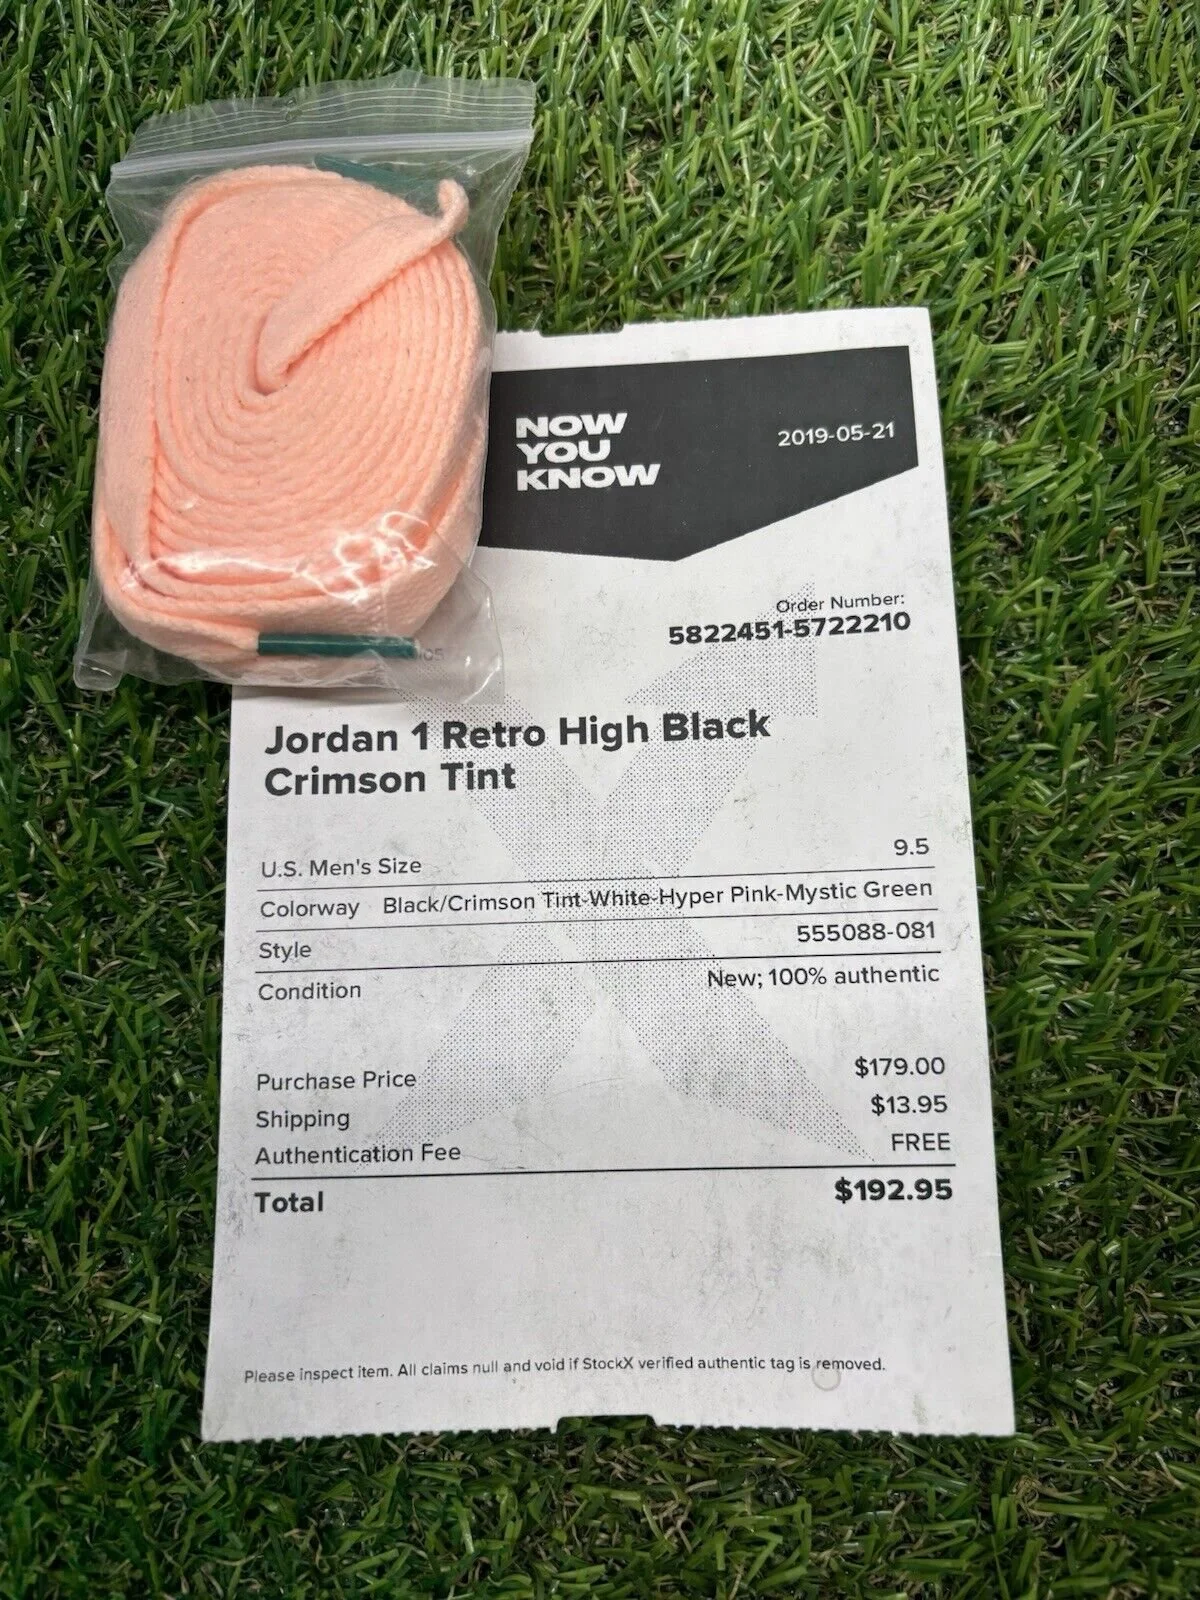 NOW
YOU
KNOW
2019-05-21
Order Number:
5822451-5722210
Jordan 1 Retro High Black
Crimson Tint
U.S. Men's Size 9.5
Colorway Black/Crimson Tint-White-Hyper Pink-Mystic Green
Style 555088-081
Condition New; 100% authentic
Purchase Price $179.00
Shipping $13.95
Authentication Fee FREE
Total $192.95
Please inspect item. All claims null and void if StockX verified authentic tag is removed.